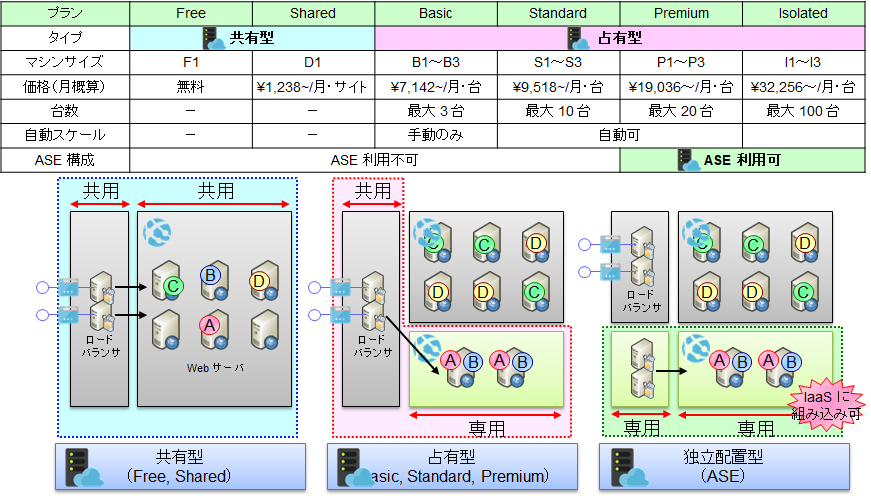 プラン Free Shared Basic Standard Premium Isolated
タイプ 共有型 占有型
マシンサイズ F1 D1 B1～B3 S1～S3 P1～P3 I1～I3
価格(月概算) 無料 ¥1,238~/月・サイト ¥7,142~/月・台 ¥9,518~/月・台 ¥19,036～/月・台 ¥32,256～/月・台
台数 － － 最大 3 台 最大 10 台 最大 20 台 最大 100 台
自動スケール － － 手動のみ 自動可
ASE 構成 ASE 利用不可 ASE 利用可
共用 共用
C B D
A
ロード
バランサ
Web サーバ
共有型
(Free, Shared)
共用
C C D
D D C
ロード
バランサ
A B A B
専用
占有型
asic, Standard, Premium)
C C D
D D C
ロード
バランサ
A B A B
IaaS に
組み込み可
専用 専用
独立配置型
(ASE)